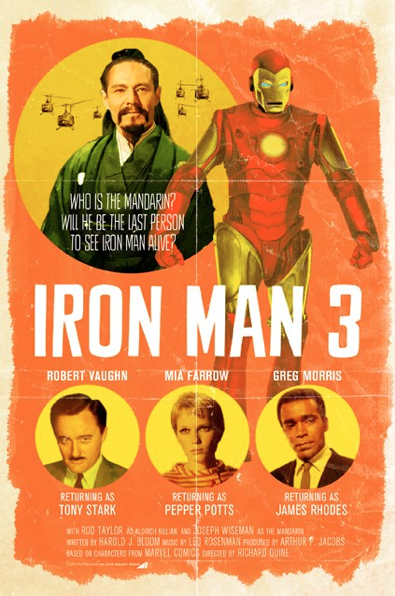 WHO IS THE MANDARIN?
WILL HE BE THE LAST PERSON
TO SEE IRON MAN ALIVE?
IRON MAN 3
ROBERT VAUGHN MIA FARROW GREG MORRIS
RETURNING AS RETURNING AS RETURNING AS
TONY STARK PEPPER POTTS JAMES RHODES
WITH ROD TAYLOR AS ALDRICH KILLIAN AND JOSEPH WISEMAN AS THE MANDARIN
WRITTEN BY HAROLD J. BLOOM MUSIC BY LEO ROSENMAN PRODUCED BY ARTHUR P. JACOBS
BASED ON CHARACTERS FROM MARVEL COMICS DIRECTED BY RICHARD QUINE